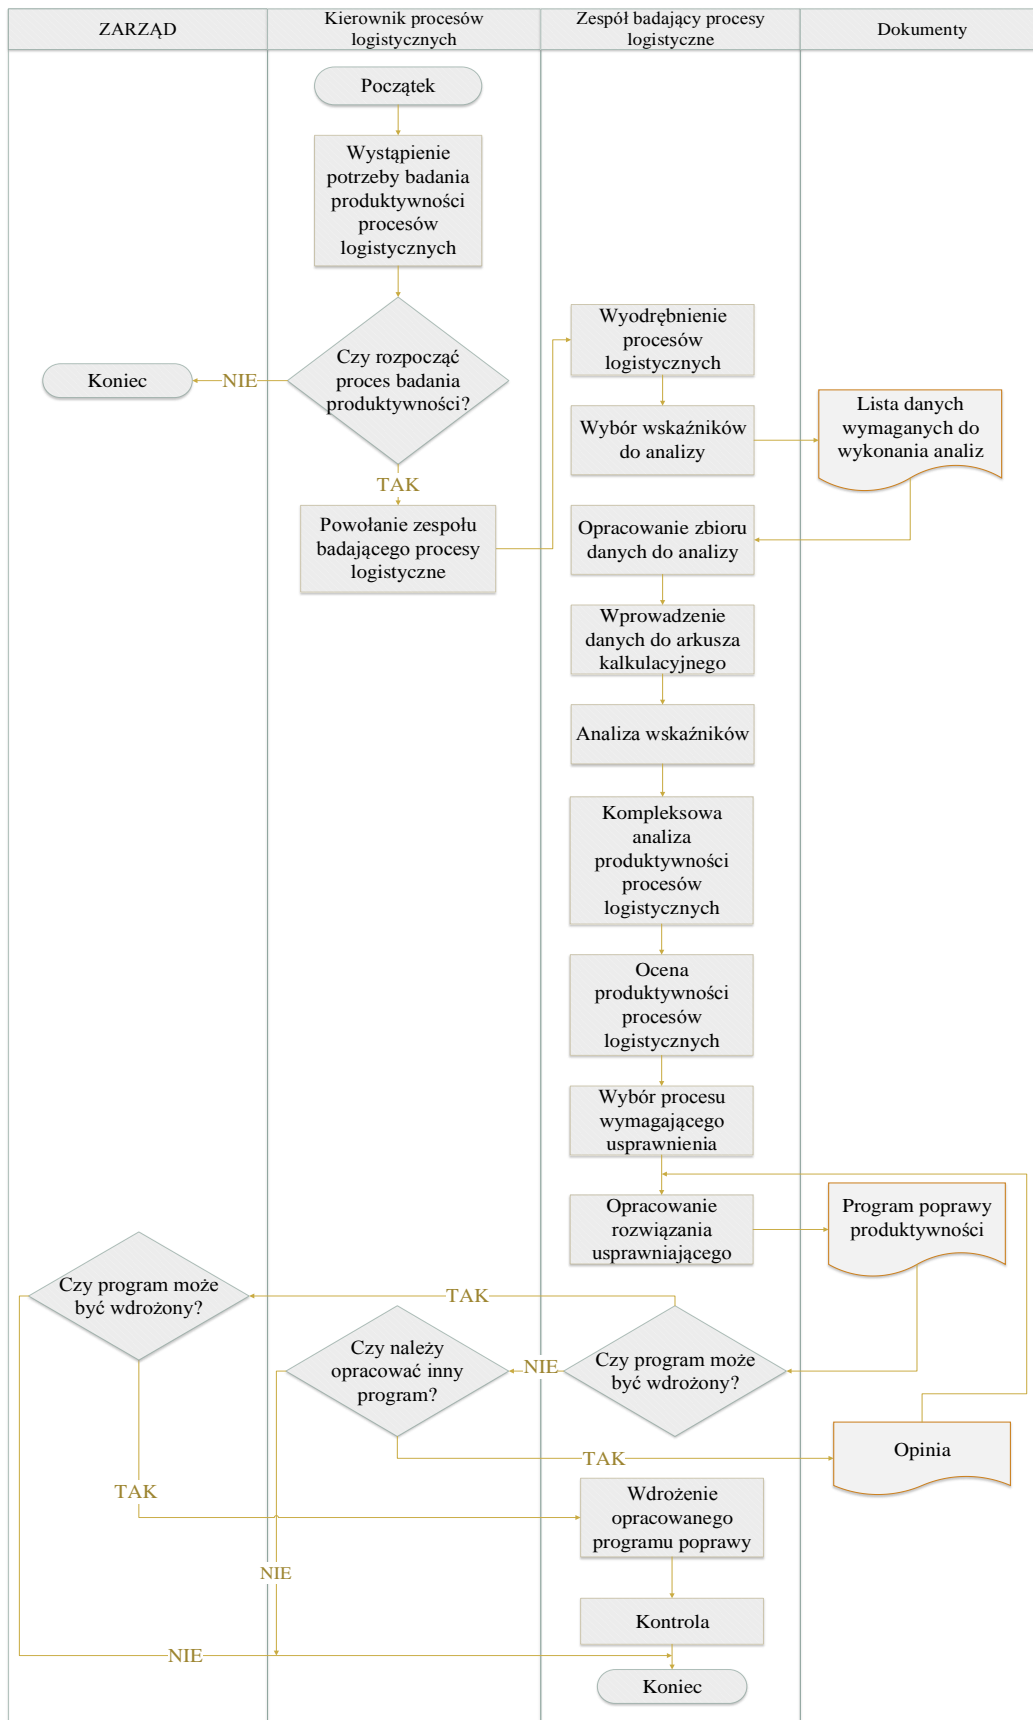 ZARZĄD
Kierownik procesów
logistycznych
Zespół badający procesy
logistyczne
Dokumenty
Początek
Wystąpienie
potrzeby badania
produktywności
procesów
logistycznych
Czy rozpocząć
proces badania
produktywności?
NIE
Koniec
TAK
Powołanie zespołu
badającego procesy
logistyczne
Wyodrębnienie
procesów
logistycznych
Wybór wskaźników
do analizy
Lista danych
wymaganych do
wykonania analiz
Opracowanie zbioru
danych do analizy
Wprowadzenie
danych do arkusza
kalkulacyjnego
Analiza wskaźników
Kompleksowa
analiza
produktywności
procesów
logistycznych
Ocena
produktywności
procesów
logistycznych
Wybór procesu
wymagającego
usprawnienia
Opracowanie
rozwiązania
usprawniającego
Program poprawy
produktywności
Czy program może
być wdrożony?
TAK
Czy należy
opracować inny
program?
NIE
Czy program może
być wdrożony?
TAK
Opinia
TAK
Wdrożenie
opracowanego
programu poprawy
NIE
Kontrola
NIE
Koniec